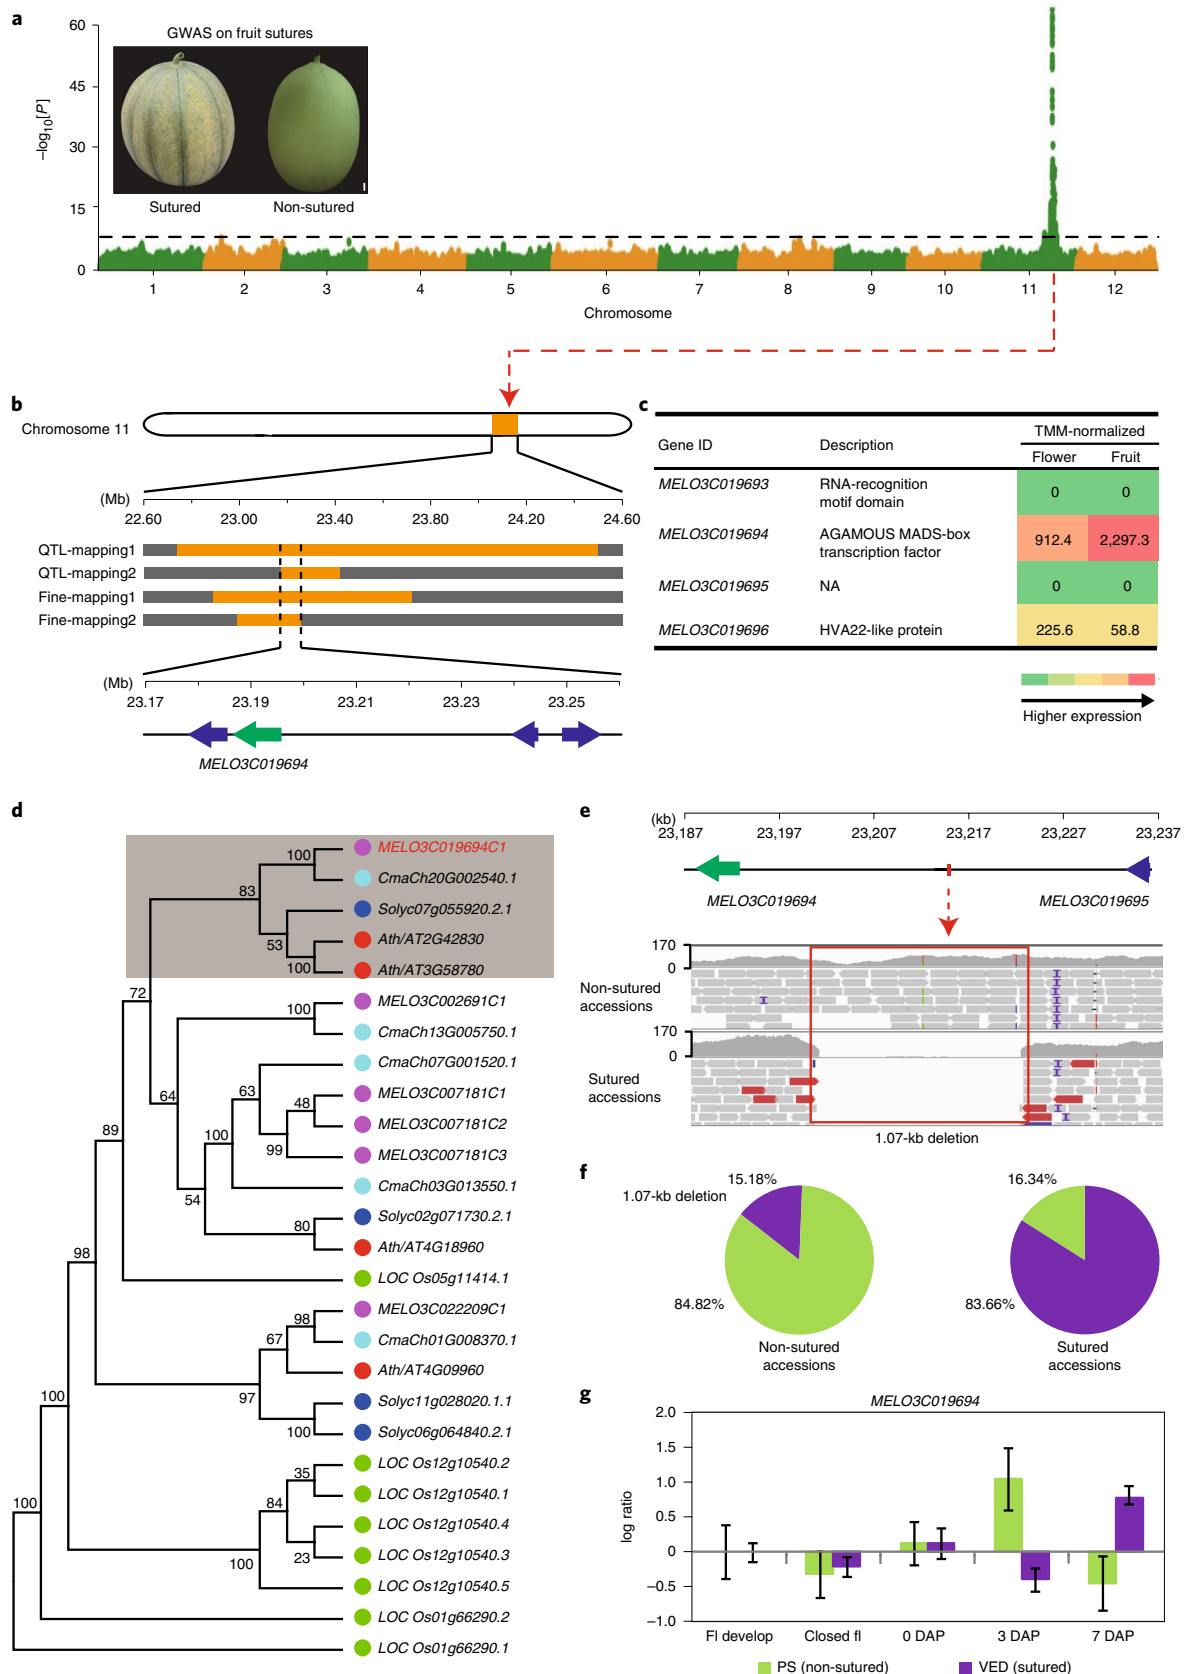 a
GWAS on fruit sutures
Sutured
Non-sutured
–log10[P]
60
45
30
15
0
1 2 3 4 5 6 7 8 9 10 11 12
Chromosome
b
Chromosome 11
(Mb)
22.60 23.00 23.40 23.80 24.20 24.60
QTL-mapping1
QTL-mapping2
Fine-mapping1
Fine-mapping2
(Mb)
23.17 23.19 23.21 23.23 23.25
MELO3C019694
c
Gene ID Description TMM-normalized
Flower Fruit
MELO3C019693 RNA-recognition motif domain 0 0
MELO3C019694 AGAMOUS MADS-box transcription factor 912.4 2,297.3
MELO3C019695 NA 0 0
MELO3C019696 HVA22-like protein 225.6 58.8
Higher expression
d
MELO3C019694C1
CmaCh20G002540.1
Solyc07g055920.2.1
Ath/AT2G42830
Ath/AT3G58780
MELO3C002691C1
CmaCh13G005750.1
CmaCh07G001520.1
MELO3C007181C1
MELO3C007181C2
MELO3C007181C3
CmaCh03G013550.1
Solyc02g071730.2.1
Ath/AT4G18960
LOC Os05g11414.1
MELO3C022209C1
CmaCh01G008370.1
Ath/AT4G09960
Solyc11g028020.1.1
Solyc06g064840.2.1
LOC Os12g10540.2
LOC Os12g10540.1
LOC Os12g10540.4
LOC Os12g10540.3
LOC Os12g10540.5
LOC Os01g66290.2
LOC Os01g66290.1
100
83
53
100
72
100
64
63
48
100
99
89
54
80
98
98
67
97
100
100
35
84
100
23
100
e
(kb)
23,187 23,197 23,207 23,217 23,227 23,237
MELO3C019694
MELO3C019695
170
0
Non-sutured
accessions
170
0
Sutured
accessions
1.07-kb deletion
f
15.18%
1.07-kb deletion
84.82%
Non-sutured
accessions
16.34%
83.66%
Sutured
accessions
g
MELO3C019694
log ratio
2.0
1.5
1.0
0.5
0
–0.5
–1.0
Fl develop Closed fl 0 DAP 3 DAP 7 DAP
PS (non-sutured) VED (sutured)